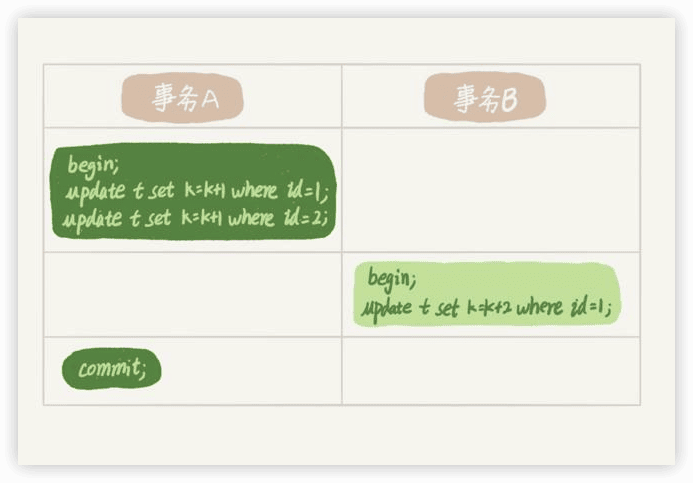 事务A
事务B
begin;
update t set k=k+1 where id=1;
update t set k=k+1 where id=2;
begin;
update t set k=k+2 where id=1;
commit;